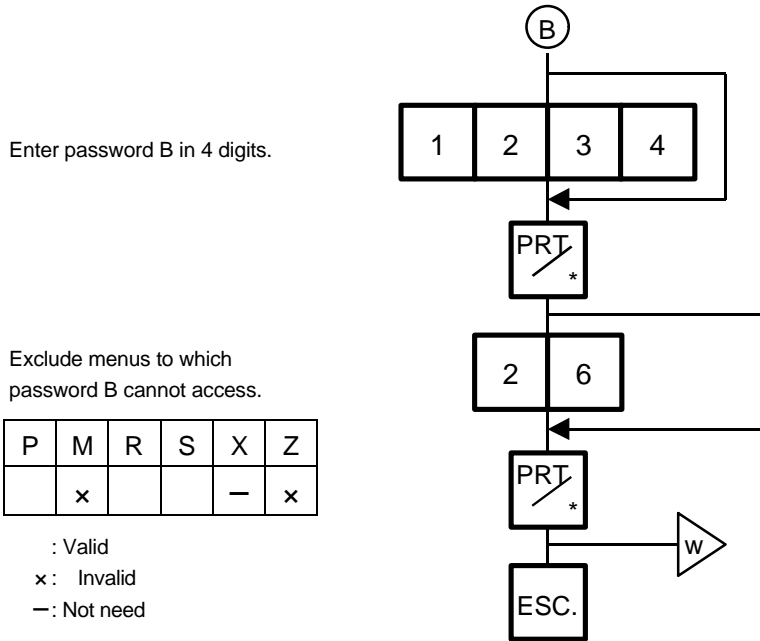 B
Enter password B in 4 digits.
1 2 3 4
PRT
*
Exclude menus to which
password B cannot access.
2 6
P M R S X Z
× − ×
PRT
*
: Valid
w
×: Invalid
ESC.
−: Not need